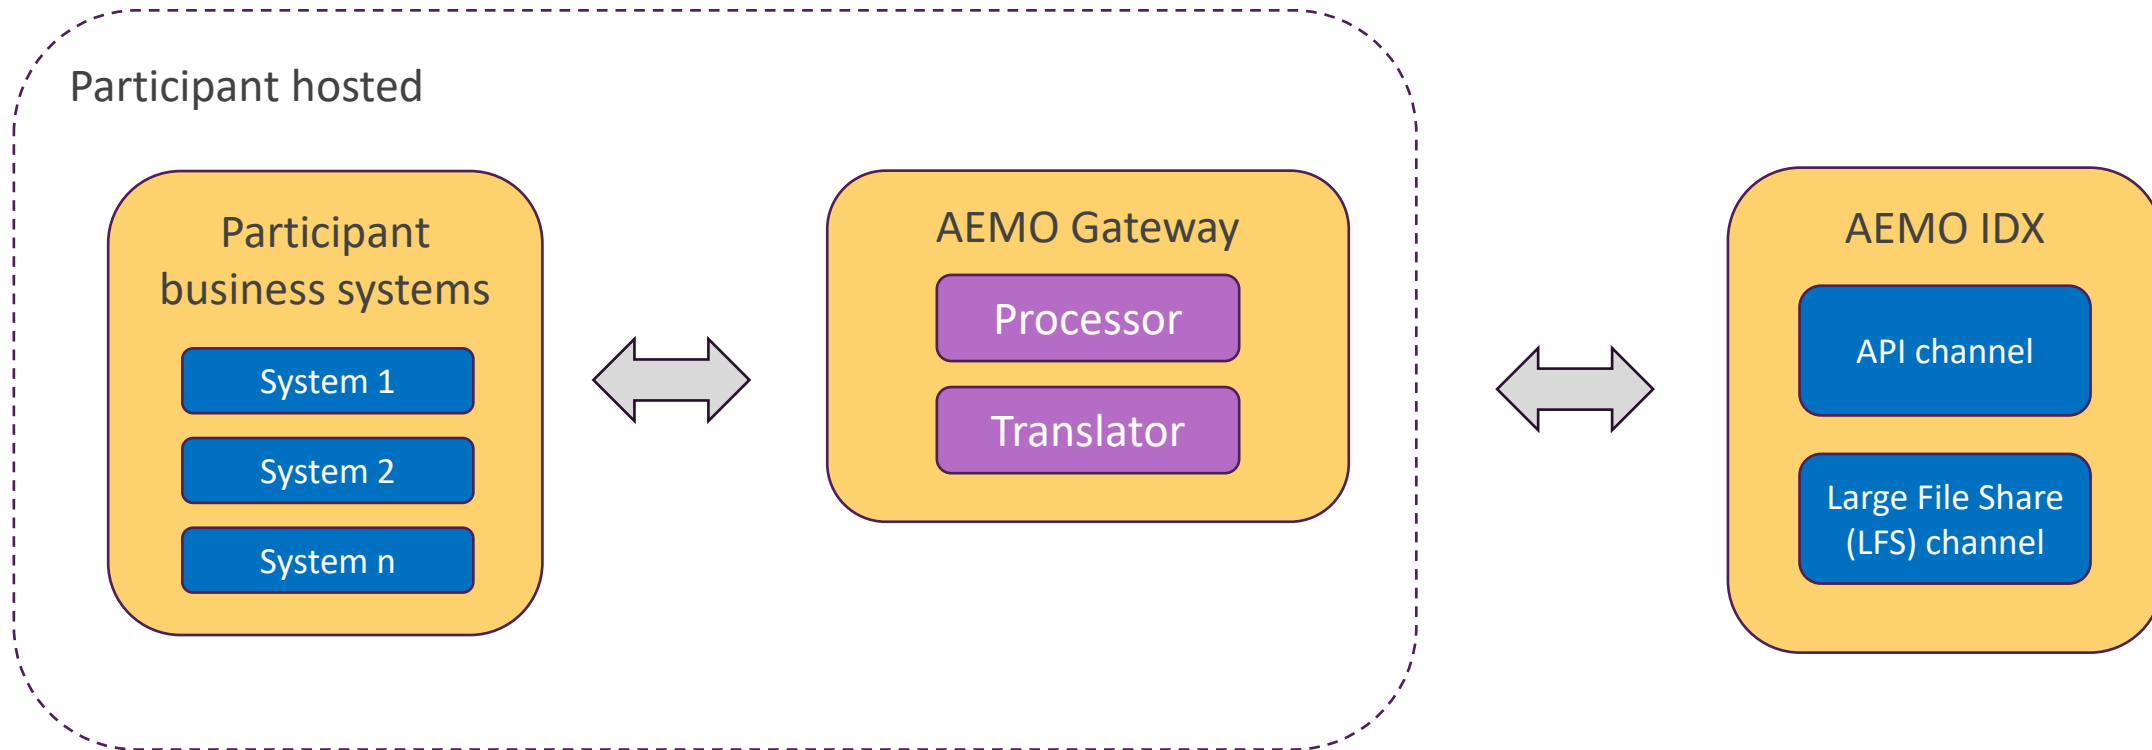 Participant hosted
Participant
business systems
System 1
System 2
System n
AEMO Gateway
Processor
Translator
AEMO IDX
API channel
Large File Share
(LFS) channel